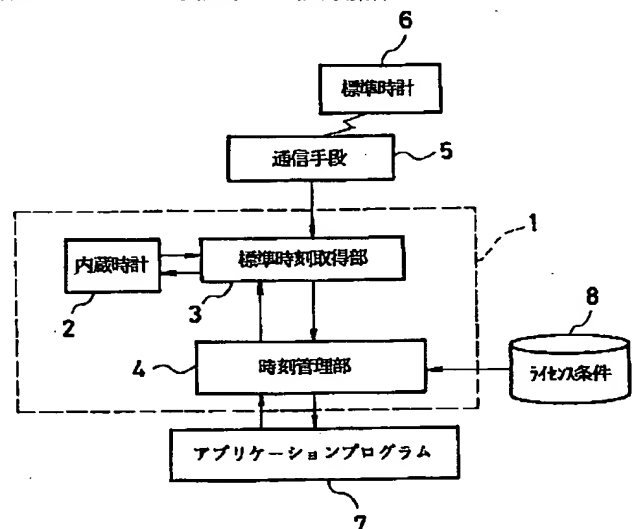 6
標準時計
通信手段
5
1
内蔵時計
標準時刻取得部
2
3
8
4
時刻管理部
ライセンス条件
アプリケーションプログラム
7